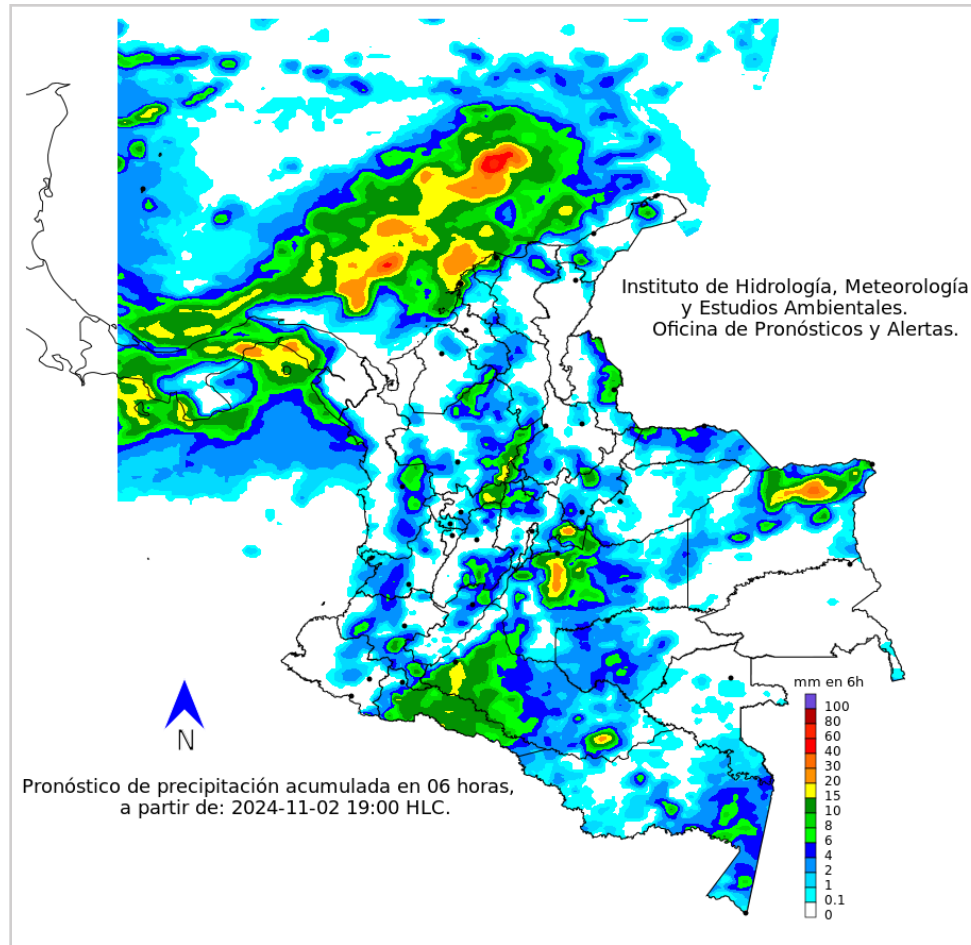 Instituto de Hidrología, Meteorología
y Estudios Ambientales.
Oficina de Pronósticos y Alertas.
mm en 6h
100
80
60
40
30
20
15
10
8
6
4
2
1
0.1
0
N
Pronóstico de precipitación acumulada en 06 horas,
a partir de: 2024-11-02 19:00 HLC.